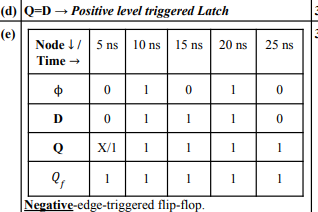 (d) Q=D → Positive level triggered Latch 3
(e) 3
Node ↓ / Time → 5 ns 10 ns 15 ns 20 ns 25 ns
ϕ 0 1 0 1 0
D 0 1 1 1 0
Q X/1 1 1 1 1
Q_f 1 1 1 1 1
Negative-edge-triggered flip-flop.